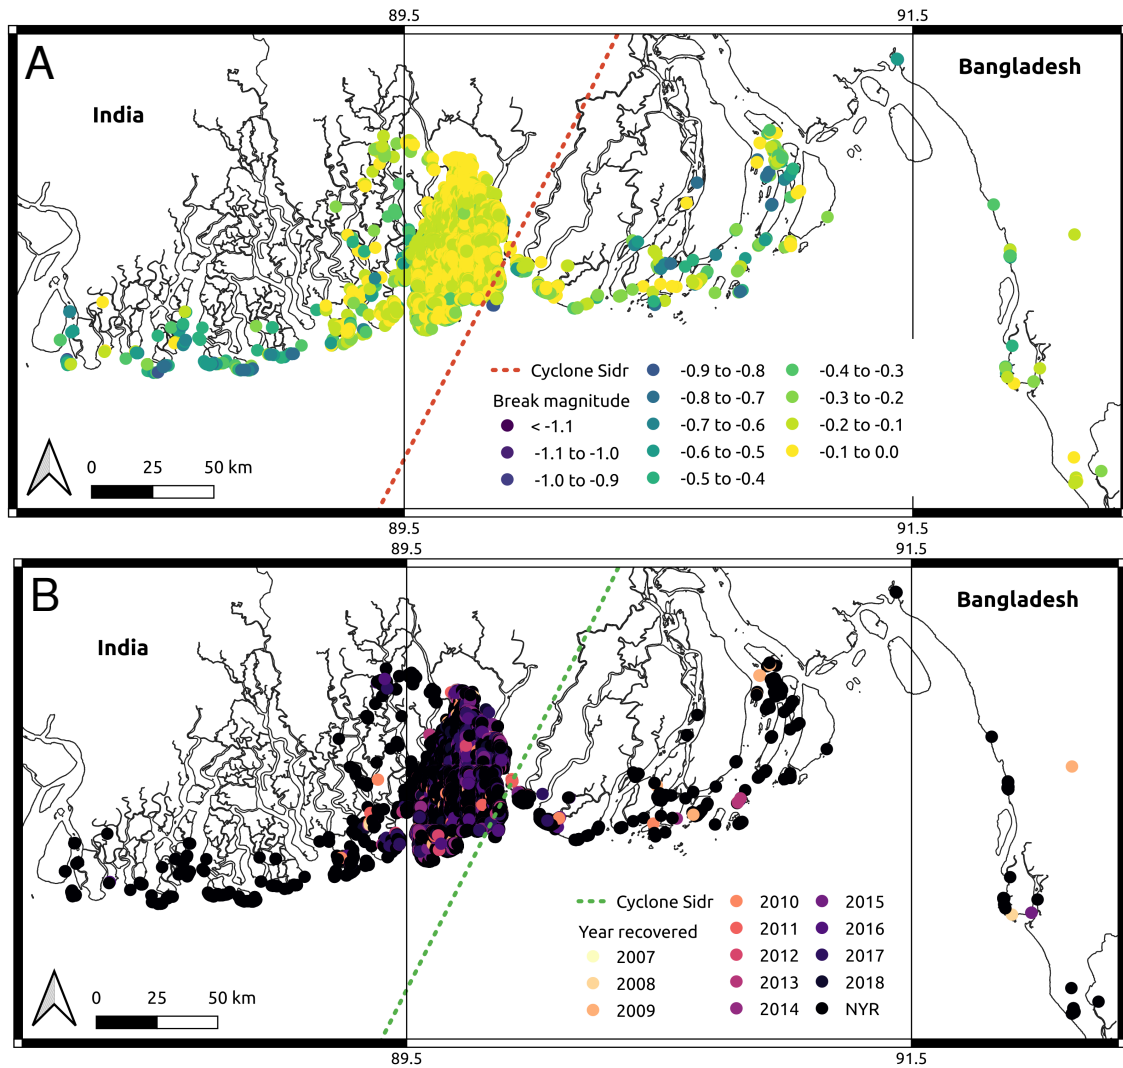 89.5 91.5
A
India
Bangladesh
Cyclone Sidr
Break magnitude
< -1.1
-1.1 to -1.0
-1.0 to -0.9
-0.9 to -0.8
-0.8 to -0.7
-0.7 to -0.6
-0.6 to -0.5
-0.5 to -0.4
-0.4 to -0.3
-0.3 to -0.2
-0.2 to -0.1
-0.1 to 0.0
0 25 50 km
89.5 91.5
89.5 91.5
B
India
Bangladesh
Cyclone Sidr
Year recovered
2007
2008
2009
2010
2011
2012
2013
2014
2015
2016
2017
2018
NYR
0 25 50 km
89.5 91.5